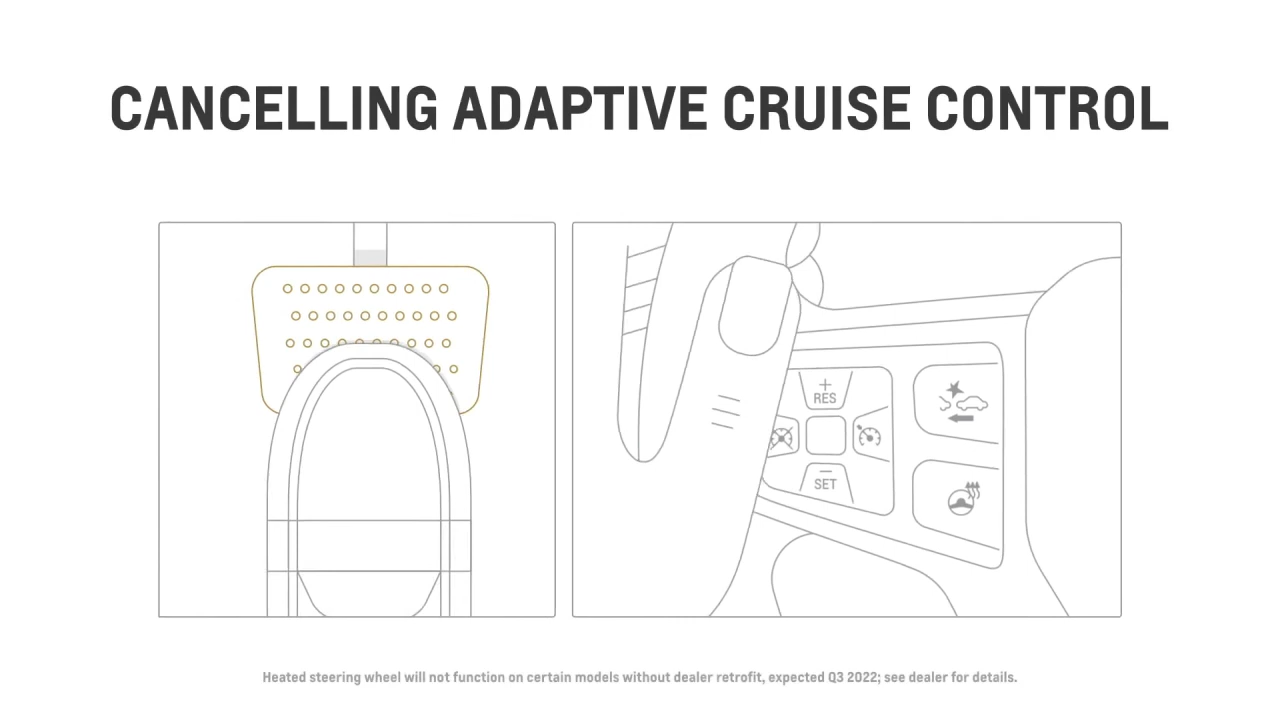 CANCELLING ADAPTIVE CRUISE CONTROL
+
RES
−
SET
Heated steering wheel will not function on certain models without dealer retrofit, expected Q3 2022; see dealer for details.